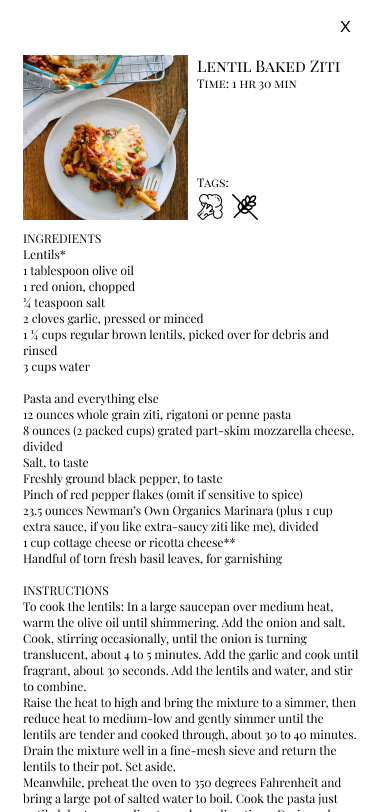 X
Lentil Baked Ziti
Time: 1 hr 30 min
Tags:
INGREDIENTS
Lentils*
1 tablespoon olive oil
1 red onion, chopped
¼ teaspoon salt
2 cloves garlic, pressed or minced
1 ¼ cups regular brown lentils, picked over for debris and
rinsed
3 cups water
Pasta and everything else
12 ounces whole grain ziti, rigatoni or penne pasta
8 ounces (2 packed cups) grated part-skim mozzarella cheese,
divided
Salt, to taste
Freshly ground black pepper, to taste
Pinch of red pepper flakes (omit if sensitive to spice)
23.5 ounces Newman’s Own Organics Marinara (plus 1 cup
extra sauce, if you like extra-saucy ziti like me), divided
1 cup cottage cheese or ricotta cheese**
Handful of torn fresh basil leaves, for garnishing
INSTRUCTIONS
To cook the lentils: In a large saucepan over medium heat,
warm the olive oil until shimmering. Add the onion and salt.
Cook, stirring occasionally, until the onion is turning
translucent, about 4 to 5 minutes. Add the garlic and cook until
fragrant, about 30 seconds. Add the lentils and water, and stir
to combine.
Raise the heat to high and bring the mixture to a simmer, then
reduce heat to medium-low and gently simmer until the
lentils are tender and cooked through, about 30 to 40 minutes.
Drain the mixture well in a fine-mesh sieve and return the
lentils to their pot. Set aside.
Meanwhile, preheat the oven to 350 degrees Fahrenheit and
bring a large pot of salted water to boil. Cook the pasta just